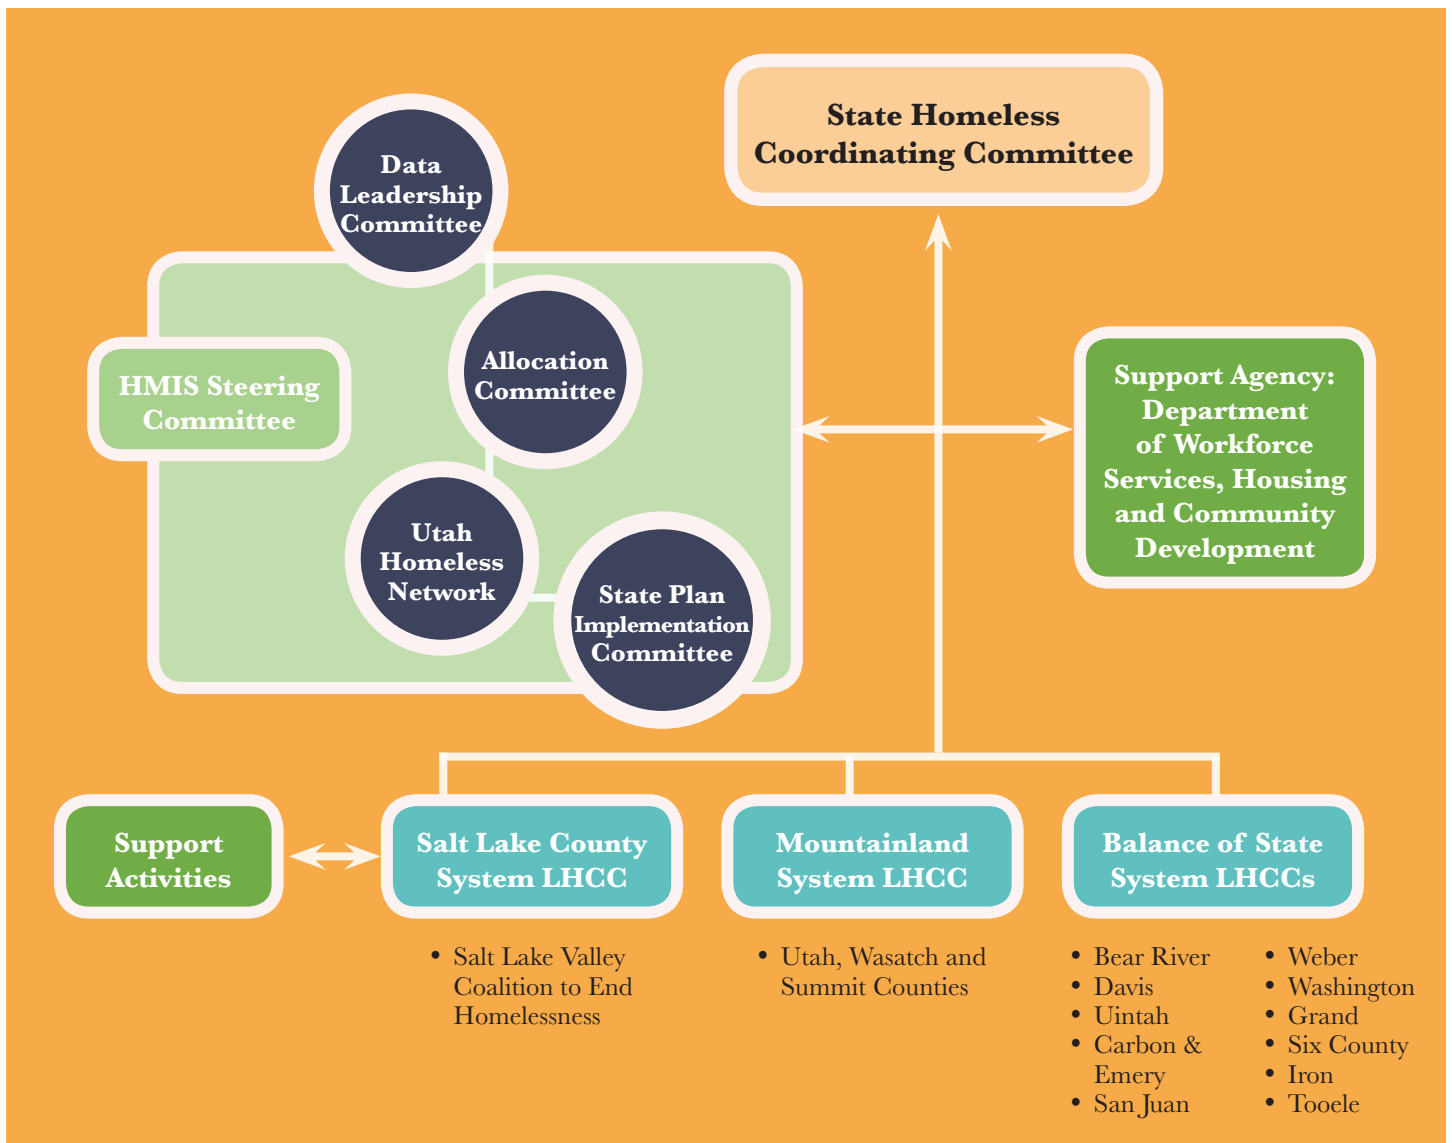 State Homeless
Coordinating Committee
Data
Leadership
Committee
HMIS Steering
Committee
Allocation
Committee
Utah
Homeless
Network
State Plan
Implementation
Committee
Support Agency:
Department
of Workforce
Services, Housing
and Community
Development
Support
Activities
Salt Lake County
System LHCC
Mountainland
System LHCC
Balance of State
System LHCCs
• Salt Lake Valley
Coalition to End
Homelessness
• Utah, Wasatch and
Summit Counties
• Bear River
• Davis
• Uintah
• Carbon &
Emery
• San Juan
• Weber
• Washington
• Grand
• Six County
• Iron
• Tooele